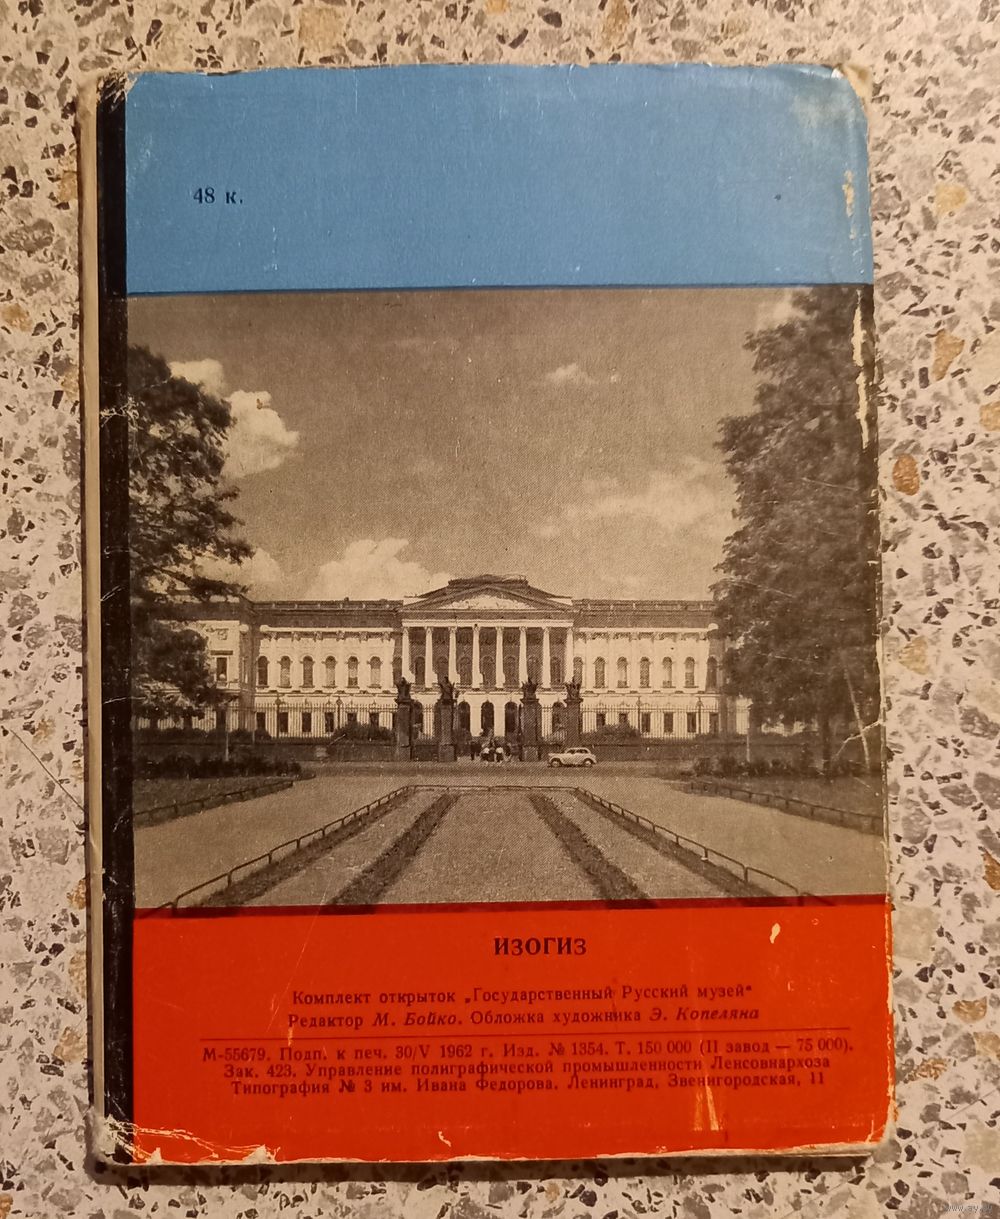 48 к.
ИЗОГИЗ
Комплект открыток „Государственный Русский музей“
Редактор М. Бойко. Обложка художника Э. Копеляна
М-55679. Подп. к печ. 30/V 1962 г. Изд. № 1354. Т. 150 000 (II завод — 75 000).
Зак. 423. Управление полиграфической промышленности Ленсовнархоза
Типография № 3 им. Ивана Федорова. Ленинград, Звенигородская, 11